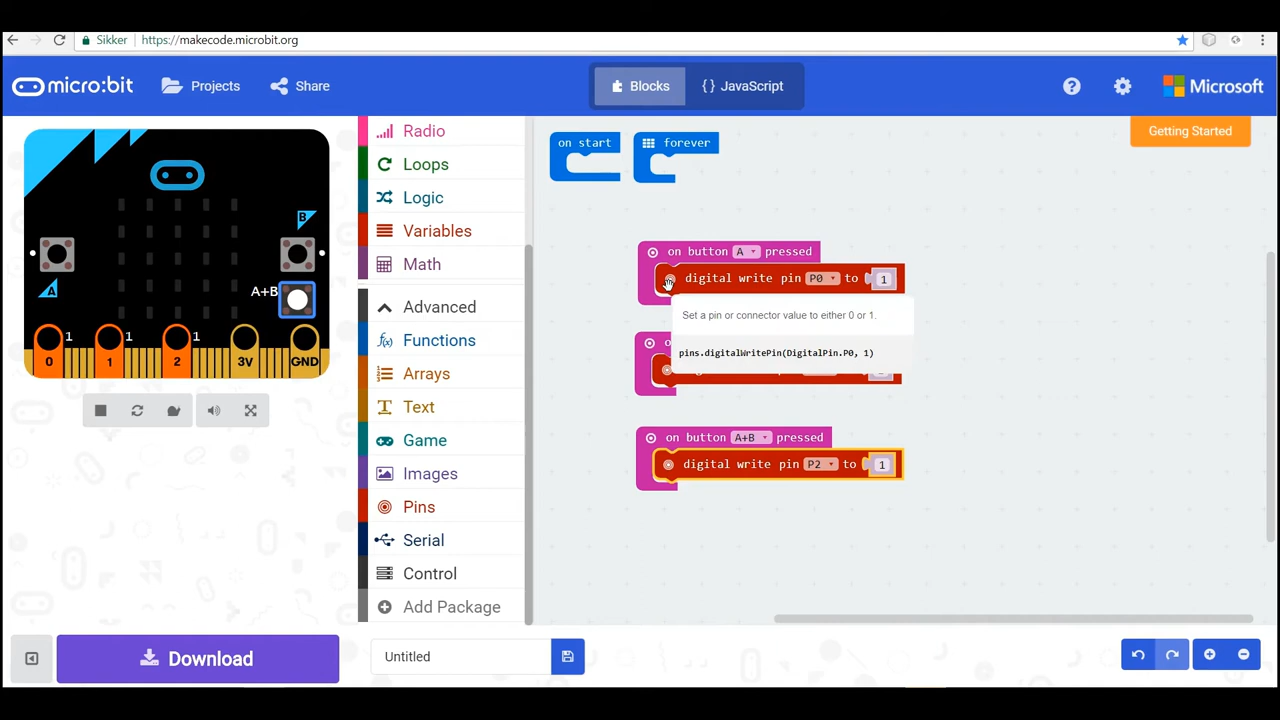 Sikker https://makecode.microbit.org
micro:bit Projects Share Blocks {} JavaScript Microsoft
Getting Started
B
A
A+B
1 1 1
0 1 2 3V GND
Download
Radio
Loops
Logic
Variables
Math
Advanced
Functions
Arrays
Text
Game
Images
Pins
Serial
Control
Add Package
Untitled
on start
forever
on button A pressed
digital write pin P0 to 1
Set a pin or connector value to either 0 or 1.
pins.digitalWritePin(DigitalPin.P0, 1)
on button A+B pressed
digital write pin P2 to 1